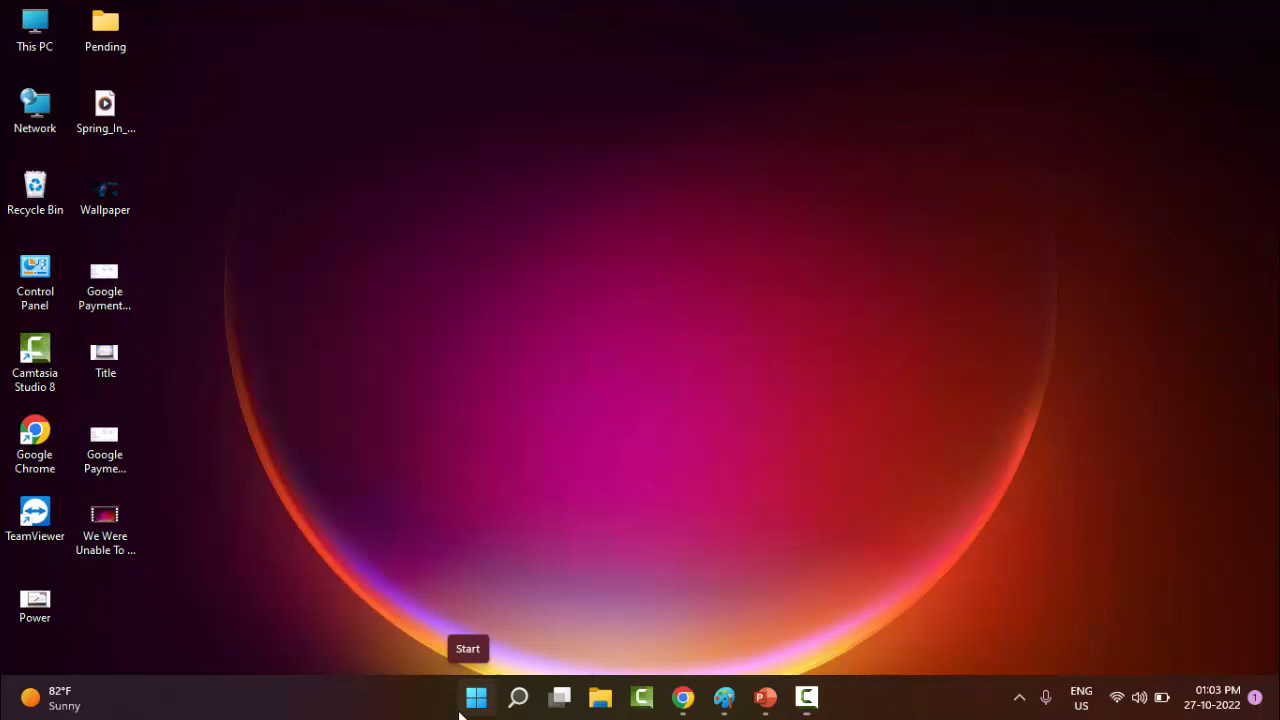 This PC
Pending
Network
Spring_In_...
Recycle Bin
Wallpaper
Control
Panel
Google
Payment...
Camtasia
Studio 8
Title
Google
Chrome
Google
Payme...
TeamViewer
We Were
Unable To ...
Power
Start
82°F
Sunny
ENG
US
01:03 PM
27-10-2022
1